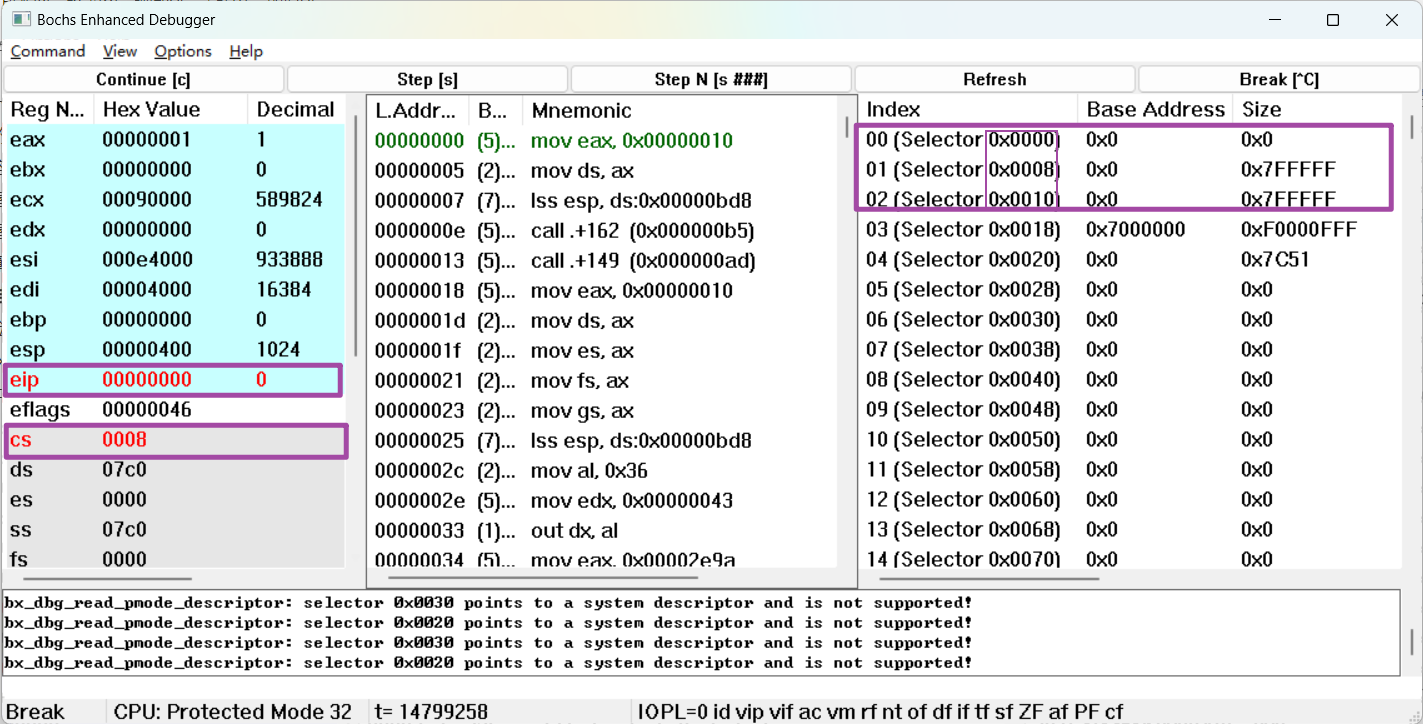 Bochs Enhanced Debugger
Command View Options Help
Continue [c] Step [s] Step N [s ###] Refresh Break [^C]
Reg N... Hex Value Decimal
eax 00000001 1
ebx 00000000 0
ecx 00090000 589824
edx 00000000 0
esi 000e4000 933888
edi 00004000 16384
ebp 00000000 0
esp 00000400 1024
eip 00000000 0
eflags 00000046
cs 0008
ds 07c0
es 0000
ss 07c0
fs 0000
L.Addr... B... Mnemonic
00000000 (5)... mov eax, 0x00000010
00000005 (2)... mov ds, ax
00000007 (7)... lss esp, ds:0x00000bd8
0000000e (5)... call .+162 (0x000000b5)
00000013 (5)... call .+149 (0x000000ad)
00000018 (5)... mov eax, 0x00000010
0000001d (2)... mov ds, ax
0000001f (2)... mov es, ax
00000021 (2)... mov fs, ax
00000023 (2)... mov gs, ax
00000025 (7)... lss esp, ds:0x00000bd8
0000002c (2)... mov al, 0x36
0000002e (5)... mov edx, 0x00000043
00000033 (1)... out dx, al
00000034 (5)... mov eax, 0x00002e9a
Index Base Address Size
00 (Selector 0x0000) 0x0 0x0
01 (Selector 0x0008) 0x0 0x7FFFFF
02 (Selector 0x0010) 0x0 0x7FFFFF
03 (Selector 0x0018) 0x7000000 0xF0000FFF
04 (Selector 0x0020) 0x0 0x7C51
05 (Selector 0x0028) 0x0 0x0
06 (Selector 0x0030) 0x0 0x0
07 (Selector 0x0038) 0x0 0x0
08 (Selector 0x0040) 0x0 0x0
09 (Selector 0x0048) 0x0 0x0
10 (Selector 0x0050) 0x0 0x0
11 (Selector 0x0058) 0x0 0x0
12 (Selector 0x0060) 0x0 0x0
13 (Selector 0x0068) 0x0 0x0
14 (Selector 0x0070) 0x0 0x0
bx_dbg_read_pmode_descriptor: selector 0x0030 points to a system descriptor and is not supported!
bx_dbg_read_pmode_descriptor: selector 0x0020 points to a system descriptor and is not supported!
bx_dbg_read_pmode_descriptor: selector 0x0030 points to a system descriptor and is not supported!
bx_dbg_read_pmode_descriptor: selector 0x0020 points to a system descriptor and is not supported!
Break CPU: Protected Mode 32 t= 14799258 IOPL=0 id vip vif ac vm rf nt of df if tf sf ZF af PF cf